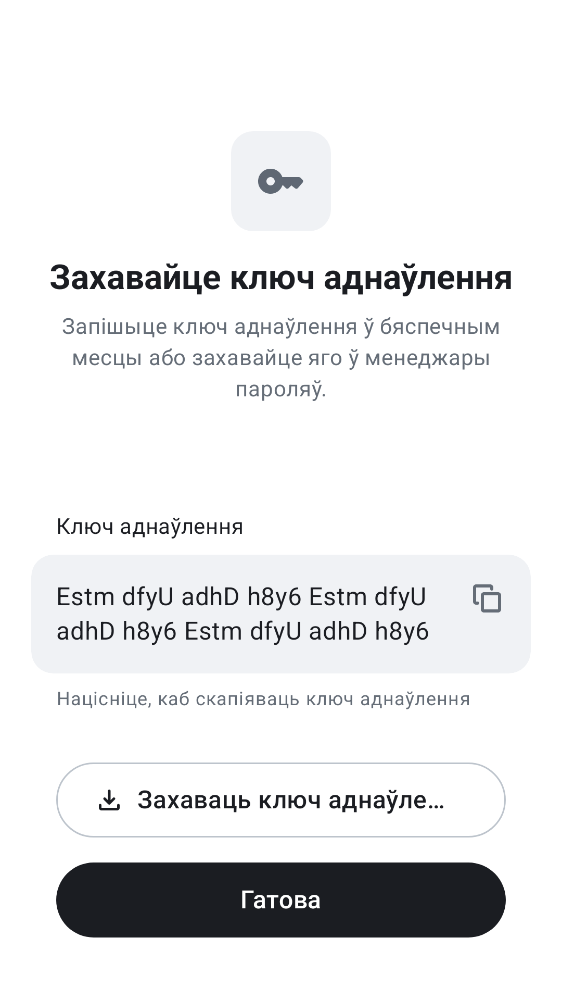 Захавайце ключ аднаўлення
Запішыце ключ аднаўлення ў бяспечным
месцы або захавайце яго ў менеджары
пароляў.
Ключ аднаўлення
Estm dfyU adhD h8y6 Estm dfyU
adhD h8y6 Estm dfyU adhD h8y6
Націсніце, каб скапіяваць ключ аднаўлення
Захаваць ключ аднаўле...
Гатова